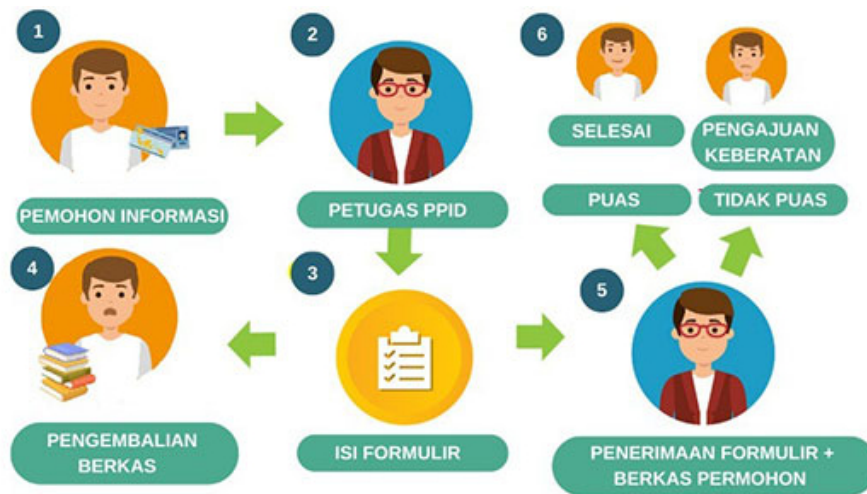 1
PEMOHON INFORMASI
2
PETUGAS PPID
3
ISI FORMULIR
4
PENGEMBALIAN
BERKAS
5
PENERIMAAN FORMULIR +
BERKAS PERMOHON
6
SELESAI
PENGAJUAN
KEBERATAN
PUAS
TIDAK PUAS